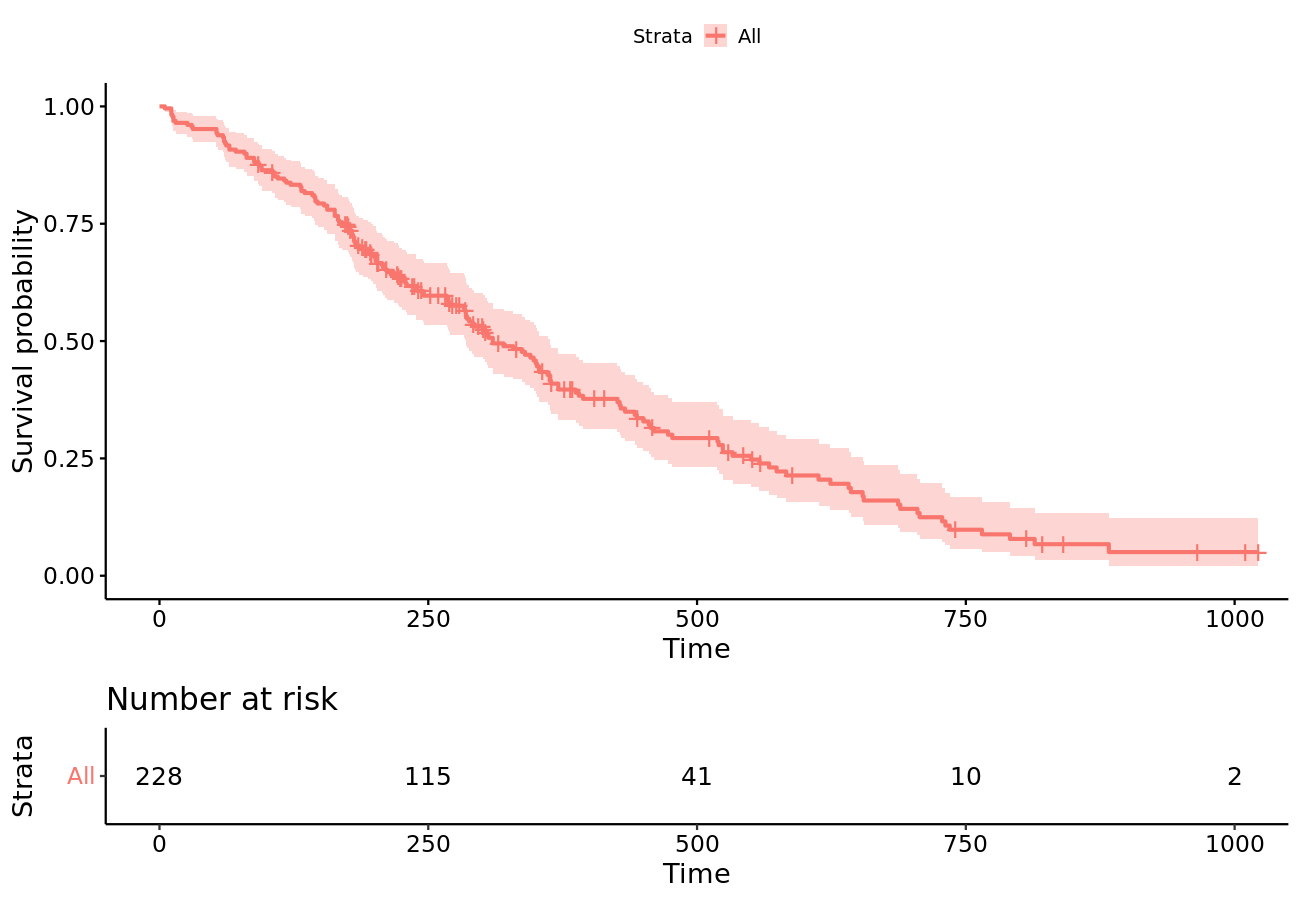 Strata All
Survival probability
1.00
0.75
0.50
0.25
0.00
0 250 500 750 1000
Time
Number at risk
Strata
All 228 115 41 10 2
0 250 500 750 1000
Time